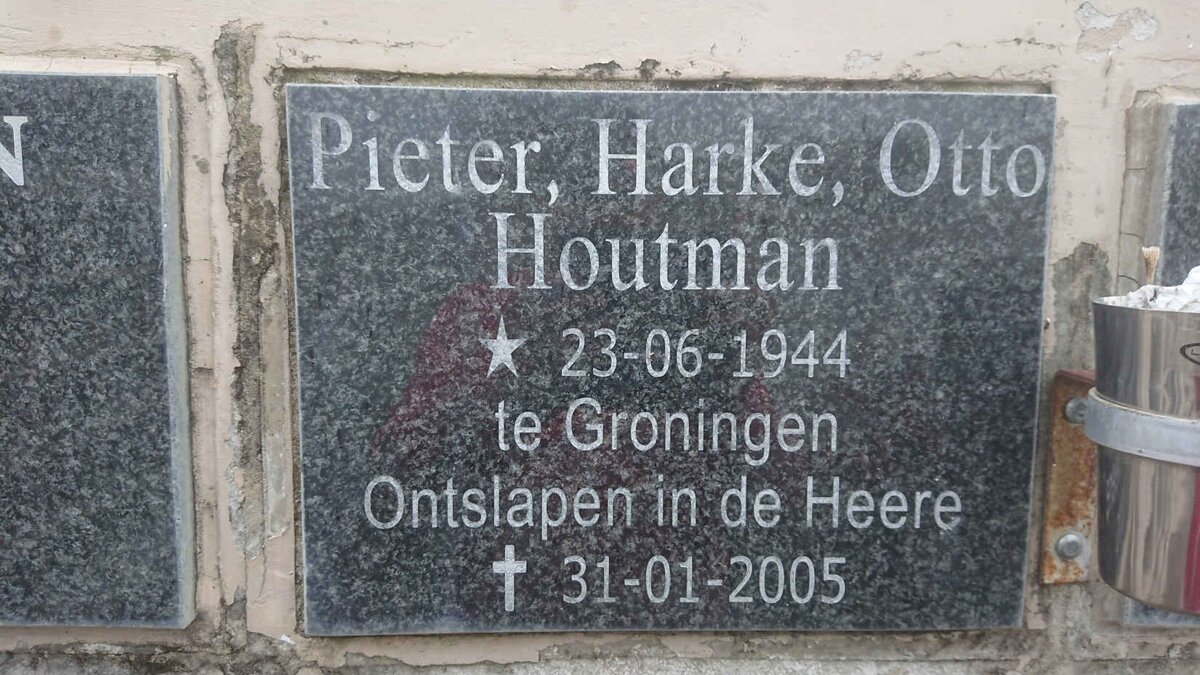 N
Pieter, Harke, Otto
Houtman
23-06-1944
te Groningen
Ontslapen in de Heere
31-01-2005